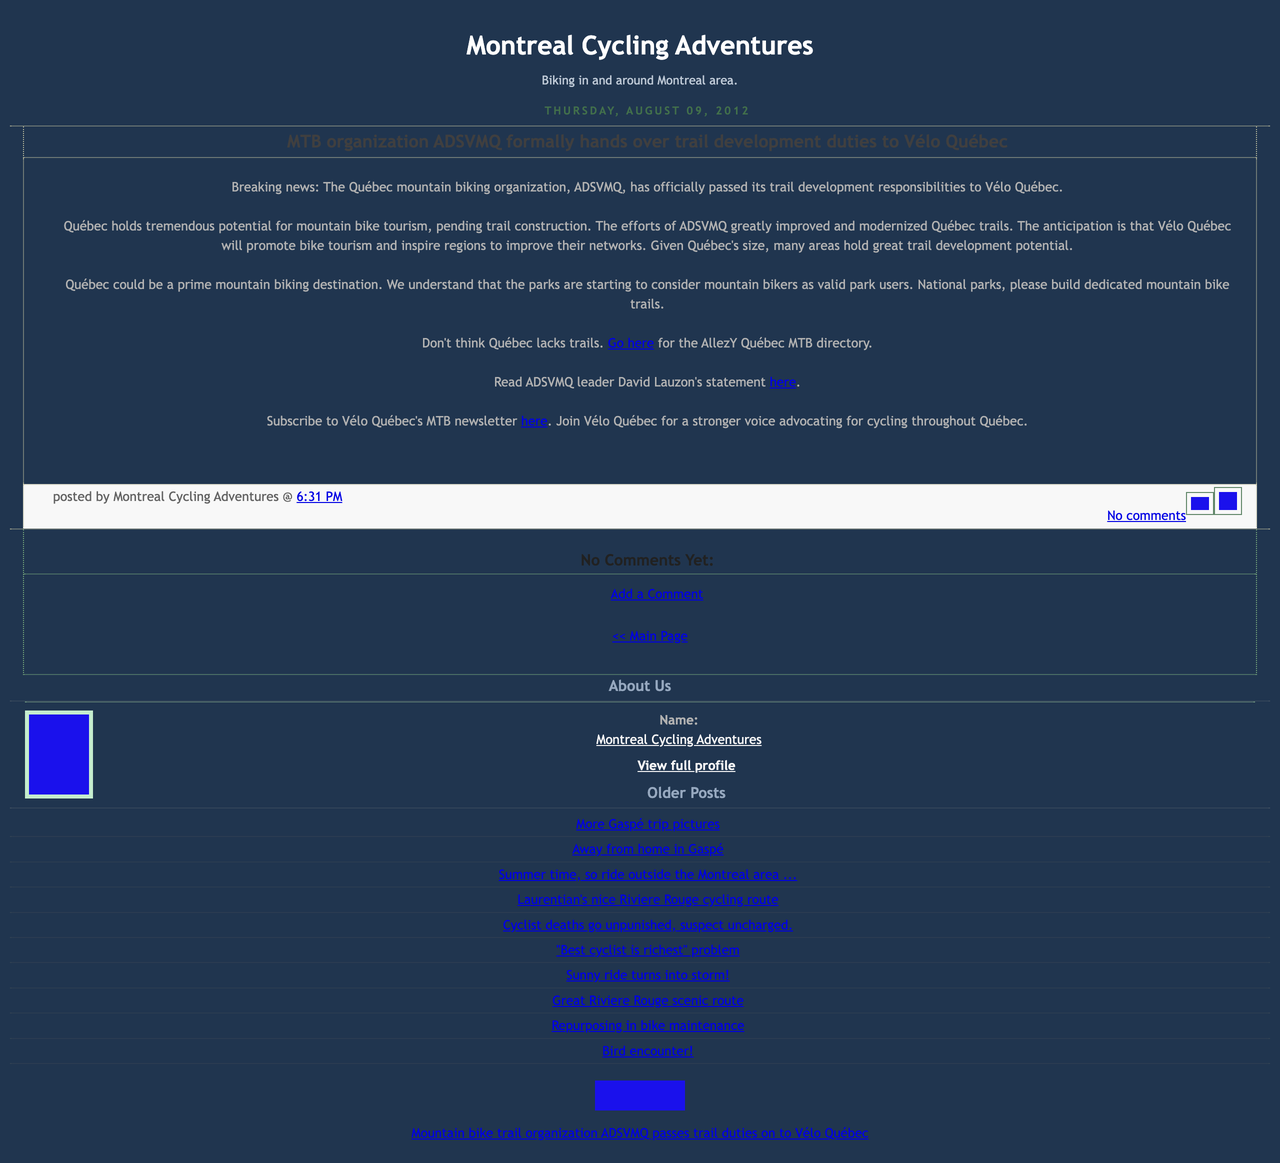 Montreal Cycling Adventures
Biking in and around Montreal area.
THURSDAY, AUGUST 09, 2012
MTB organization ADSVMQ formally hands over trail development duties to Vélo Québec
Breaking news: The Québec mountain biking organization, ADSVMQ, has officially passed its trail development responsibilities to Vélo Québec.
Québec holds tremendous potential for mountain bike tourism, pending trail construction. The efforts of ADSVMQ greatly improved and modernized Québec trails. The anticipation is that Vélo Québec
will promote bike tourism and inspire regions to improve their networks. Given Québec's size, many areas hold great trail development potential.
Québec could be a prime mountain biking destination. We understand that the parks are starting to consider mountain bikers as valid park users. National parks, please build dedicated mountain bike
trails.
Don't think Québec lacks trails. Go here for the AllezY Québec MTB directory.
Read ADSVMQ leader David Lauzon's statement here.
Subscribe to Vélo Québec's MTB newsletter here. Join Vélo Québec for a stronger voice advocating for cycling throughout Québec.
posted by Montreal Cycling Adventures @ 6:31 PM
No comments
No Comments Yet:
Add a Comment
<< Main Page
About Us
Name:
Montreal Cycling Adventures
View full profile
Older Posts
More Gaspé trip pictures
Away from home in Gaspé
Summer time, so ride outside the Montreal area ...
Laurentian's nice Riviere Rouge cycling route
Cyclist deaths go unpunished, suspect uncharged.
"Best cyclist is richest" problem
Sunny ride turns into storm!
Great Riviere Rouge scenic route
Repurposing in bike maintenance
Bird encounter!
Mountain bike trail organization ADSVMQ passes trail duties on to Vélo Québec